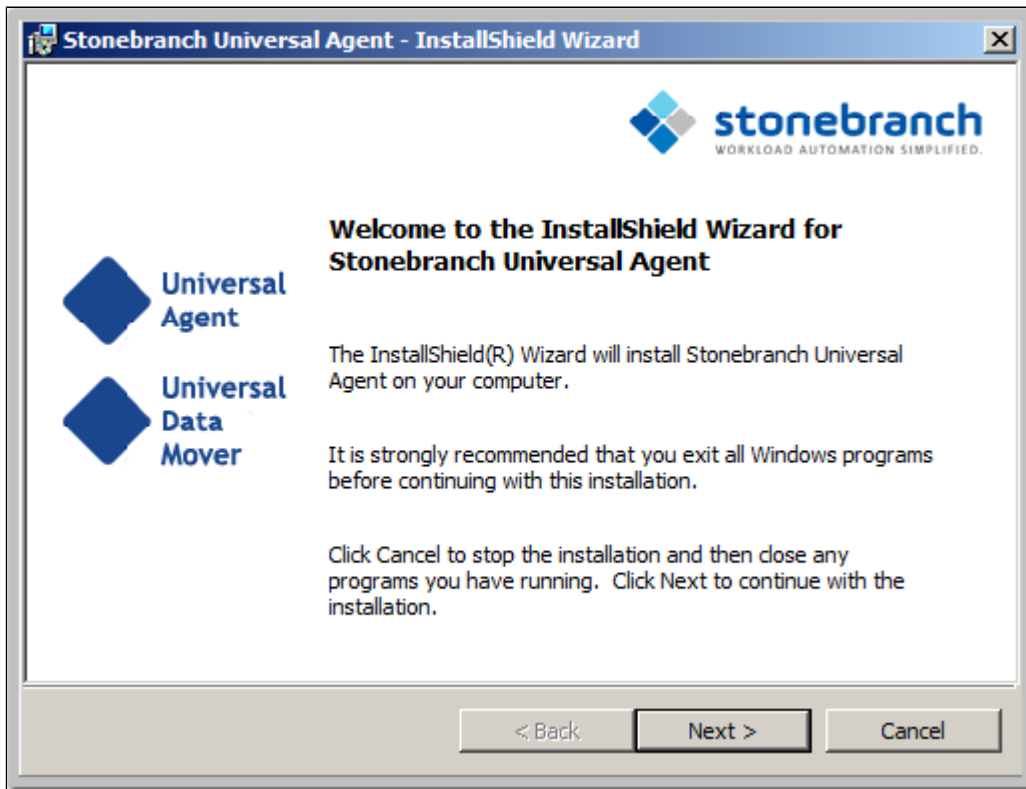 Stonebranch Universal Agent - InstallShield Wizard
stonebranch
WORKLOAD AUTOMATION SIMPLIFIED.
Welcome to the InstallShield Wizard for
Stonebranch Universal Agent
Universal
Agent
Universal
Data
Mover
The InstallShield(R) Wizard will install Stonebranch Universal
Agent on your computer.
It is strongly recommended that you exit all Windows programs
before continuing with this installation.
Click Cancel to stop the installation and then close any
programs you have running.  Click Next to continue with the
installation.
< Back
Next >
Cancel